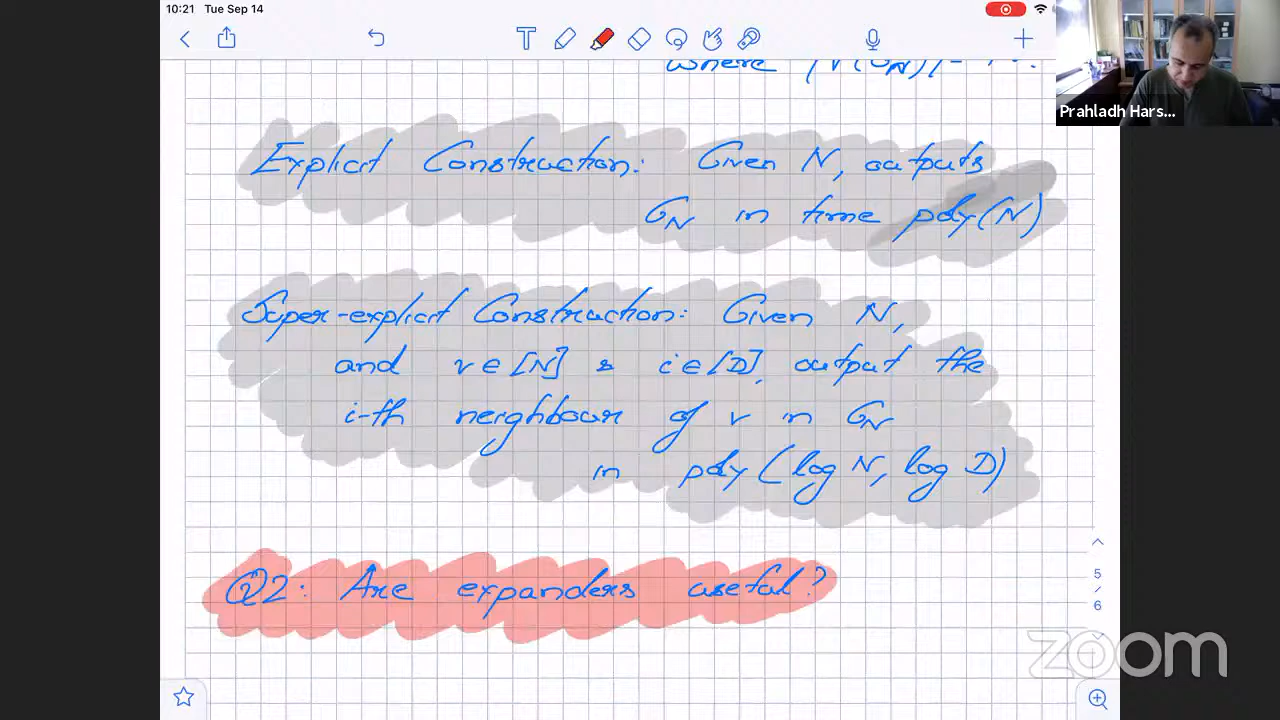 10:21 Tue Sep 14
where |V(G_N)| =
Prahladh Hars...
Explicit Construction: Given N, outputs
G_N in time poly(N)
Super-explicit Construction: Given N,
and v ∈ [N] & i ∈ [D], output the
i-th neighbour of v in G_N
in poly(log N, log D)
Q2: Are expanders useful?
5
/
6
zoom